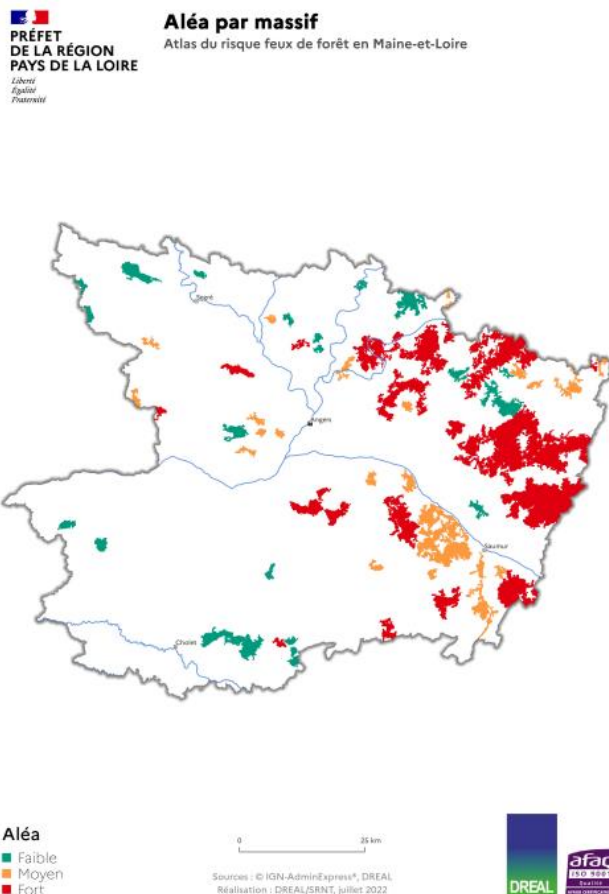 PRÉFET
DE LA RÉGION
PAYS DE LA LOIRE
Liberté
Égalité
Fraternité
Aléa par massif
Atlas du risque feux de forêt en Maine-et-Loire
Segré
Angers
Saumur
Cholet
Aléa
Faible
Moyen
Fort
0 25 km
Sources : © IGN-AdminExpress®, DREAL
Réalisation : DREAL/SRNT, juillet 2022
DREAL
afaq
ISO 9001
Qualité